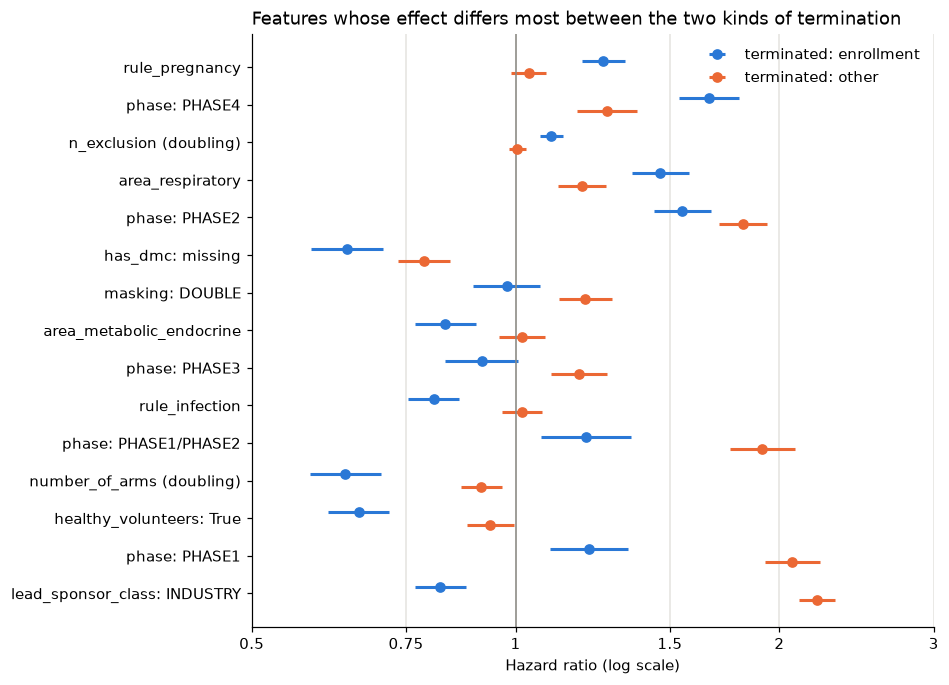 Features whose effect differs most between the two kinds of termination
terminated: enrollment
terminated: other
rule_pregnancy
phase: PHASE4
n_exclusion (doubling)
area_respiratory
phase: PHASE2
has_dmc: missing
masking: DOUBLE
area_metabolic_endocrine
phase: PHASE3
rule_infection
phase: PHASE1/PHASE2
number_of_arms (doubling)
healthy_volunteers: True
phase: PHASE1
lead_sponsor_class: INDUSTRY
0.5 0.75 1 1.5 2 3
Hazard ratio (log scale)